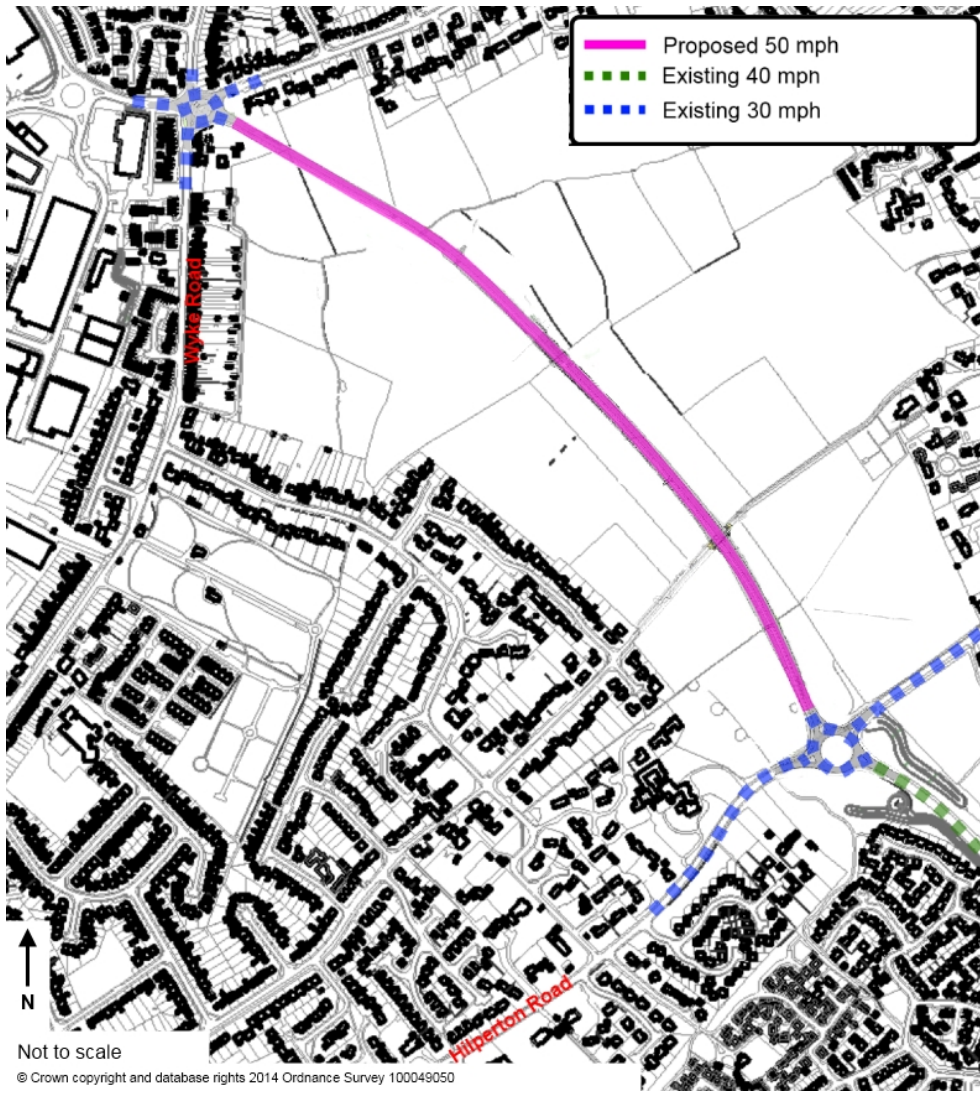 Proposed 50 mph
Existing 40 mph
Existing 30 mph
Wyke Road
Hilperton Road
N
Not to scale
© Crown copyright and database rights 2014 Ordnance Survey 100049050